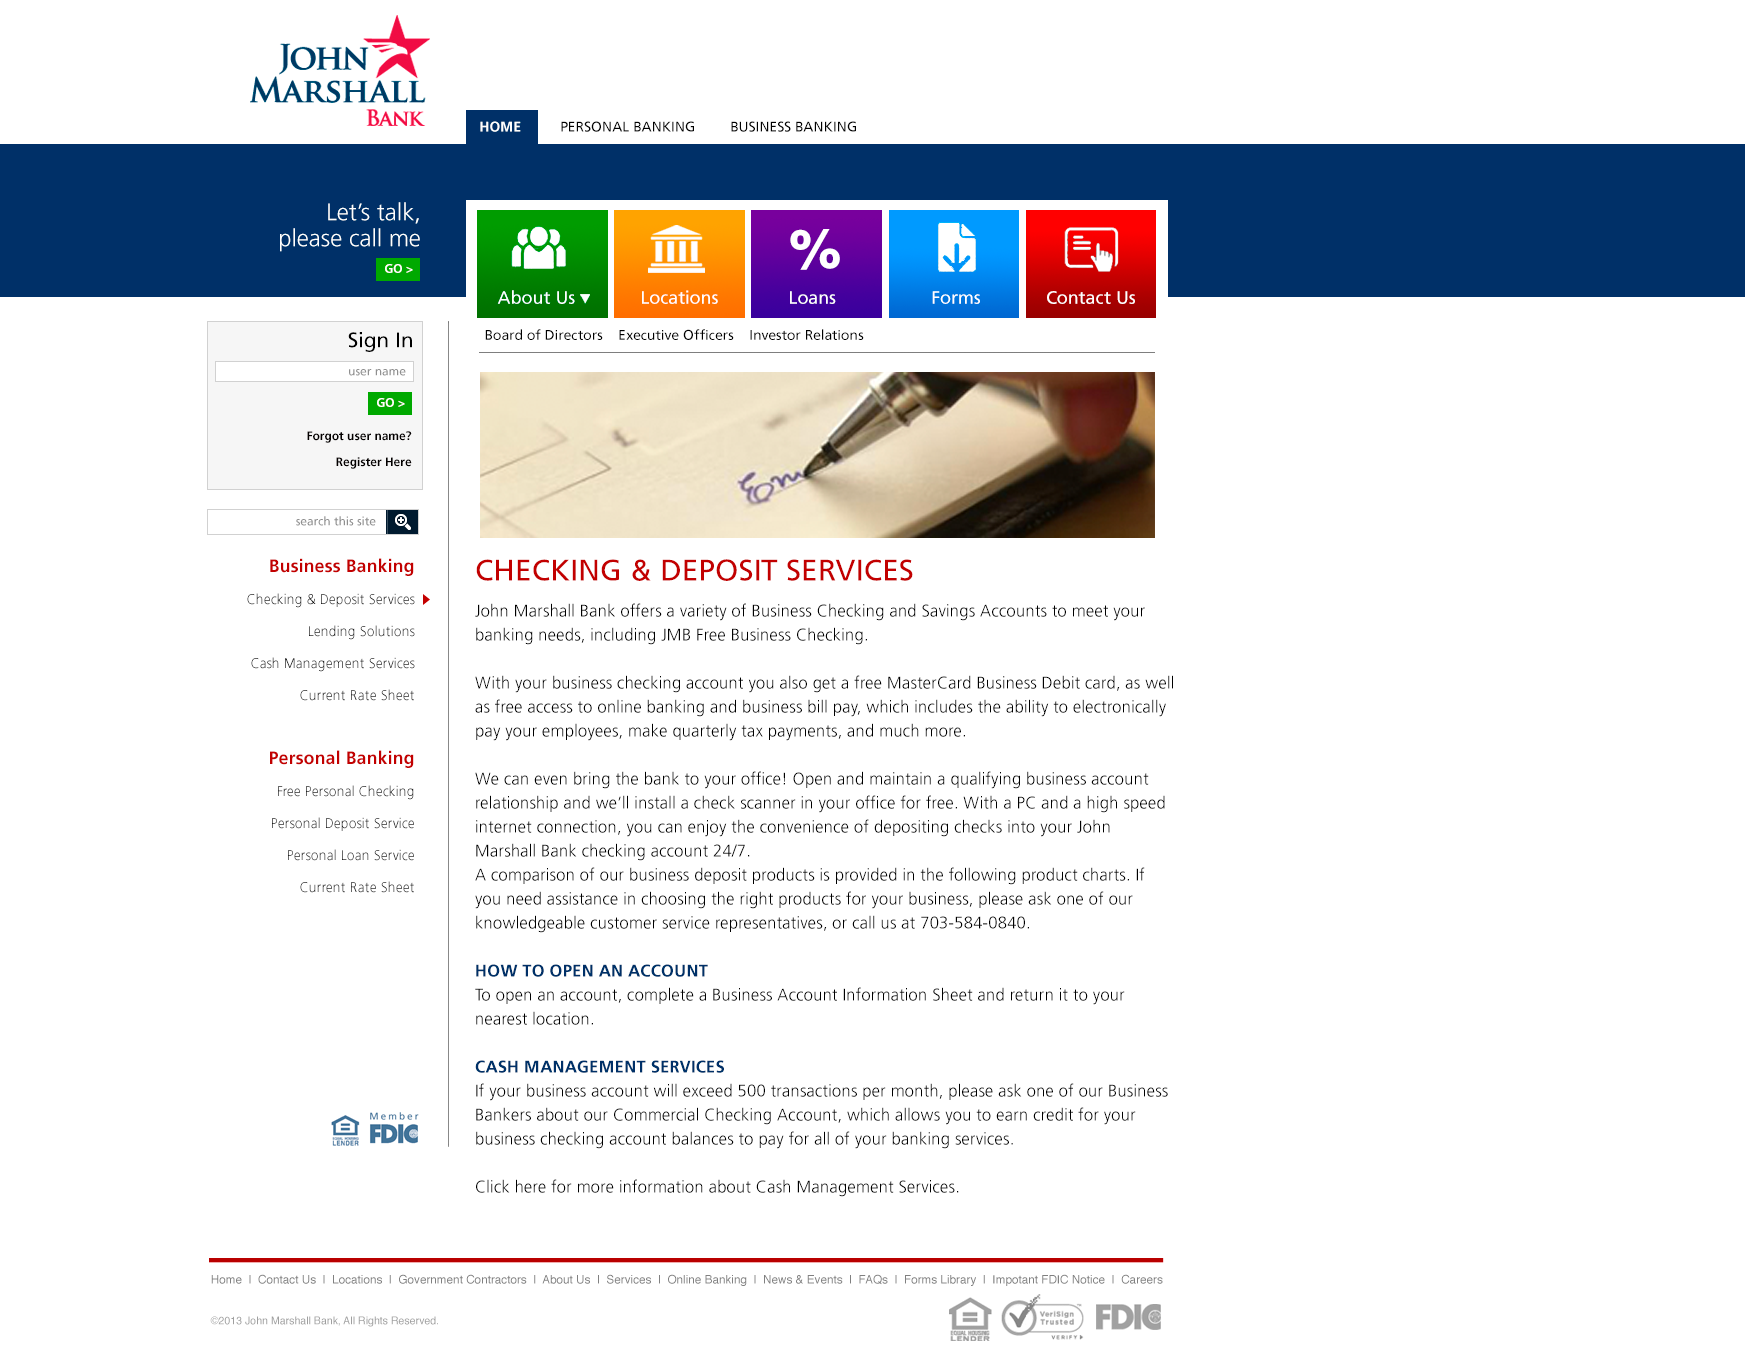 JOHN
MARSHALL
BANK
HOME PERSONAL BANKING BUSINESS BANKING
Let's talk,
please call me
GO >
About Us ▼ Locations Loans Forms Contact Us
Board of Directors Executive Officers Investor Relations
Sign In
user name
GO >
Forgot user name?
Register Here
search this site
Business Banking
Checking & Deposit Services
Lending Solutions
Cash Management Services
Current Rate Sheet
Personal Banking
Free Personal Checking
Personal Deposit Service
Personal Loan Service
Current Rate Sheet
EQUAL HOUSING
LENDER
Member
FDIC
CHECKING & DEPOSIT SERVICES
John Marshall Bank offers a variety of Business Checking and Savings Accounts to meet your
banking needs, including JMB Free Business Checking.
With your business checking account you also get a free MasterCard Business Debit card, as well
as free access to online banking and business bill pay, which includes the ability to electronically
pay your employees, make quarterly tax payments, and much more.
We can even bring the bank to your office! Open and maintain a qualifying business account
relationship and we'll install a check scanner in your office for free. With a PC and a high speed
internet connection, you can enjoy the convenience of depositing checks into your John
Marshall Bank checking account 24/7.
A comparison of our business deposit products is provided in the following product charts. If
you need assistance in choosing the right products for your business, please ask one of our
knowledgeable customer service representatives, or call us at 703-584-0840.
HOW TO OPEN AN ACCOUNT
To open an account, complete a Business Account Information Sheet and return it to your
nearest location.
CASH MANAGEMENT SERVICES
If your business account will exceed 500 transactions per month, please ask one of our Business
Bankers about our Commercial Checking Account, which allows you to earn credit for your
business checking account balances to pay for all of your banking services.
Click here for more information about Cash Management Services.
Home | Contact Us | Locations | Government Contractors | About Us | Services | Online Banking | News & Events | FAQs | Forms Library | Impotant FDIC Notice | Careers
©2013 John Marshall Bank. All Rights Reserved.
EQUAL HOUSING
LENDER
VeriSign
Trusted
VERIFY
FDIC